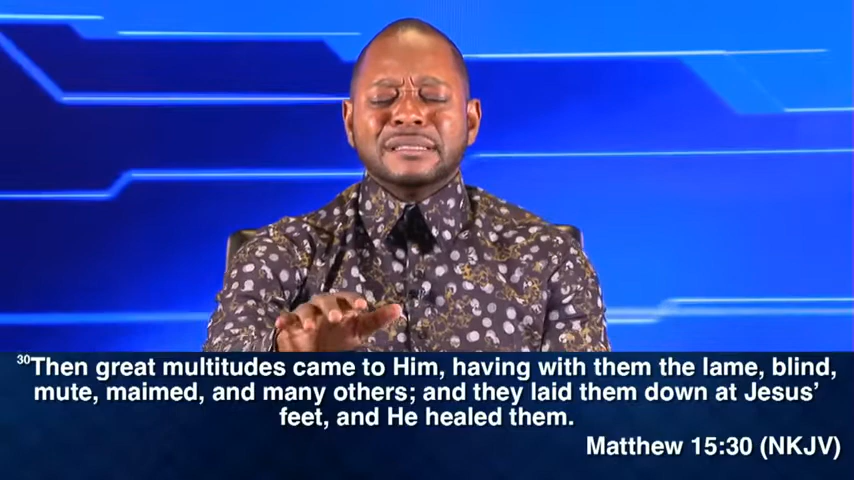 ³⁰Then great multitudes came to Him, having with them the lame, blind,
mute, maimed, and many others; and they laid them down at Jesus’
feet, and He healed them.
Matthew 15:30 (NKJV)